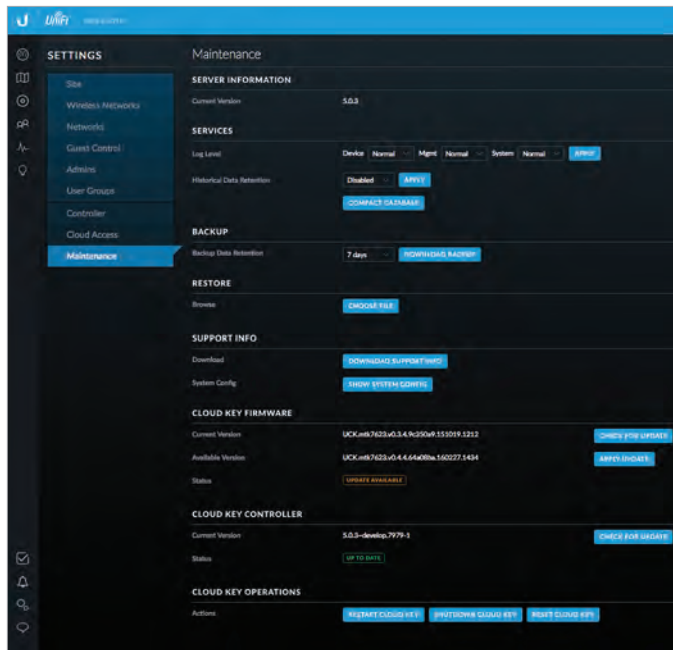 UniFi
SETTINGS
Site
Wireless Networks
Networks
Guest Control
Admins
User Groups
Controller
Cloud Access
Maintenance
Maintenance
SERVER INFORMATION
Current Version 5.0.3
SERVICES
Log Level Device Normal Mgmt Normal System Normal APPLY
Historical Data Retention Disabled APPLY
COMPACT DATABASE
BACKUP
Backup Data Retention 7 days DOWNLOAD BACKUP
RESTORE
Browse CHOOSE FILE
SUPPORT INFO
Download DOWNLOAD SUPPORT INFO
System Config SHOW SYSTEM CONFIG
CLOUD KEY FIRMWARE
Current Version UCK.mtk7623.v0.3.4.9c350a9.151019.1212 CHECK FOR UPDATE
Available Version UCK.mtk7623.v0.4.4.64a08ba.160227.1434 APPLY UPDATE
Status UPDATE AVAILABLE
CLOUD KEY CONTROLLER
Current Version 5.0.3~develop.7979-1 CHECK FOR UPDATE
Status UP TO DATE
CLOUD KEY OPERATIONS
Actions RESTART CLOUD KEY SHUTDOWN CLOUD KEY RESET CLOUD KEY